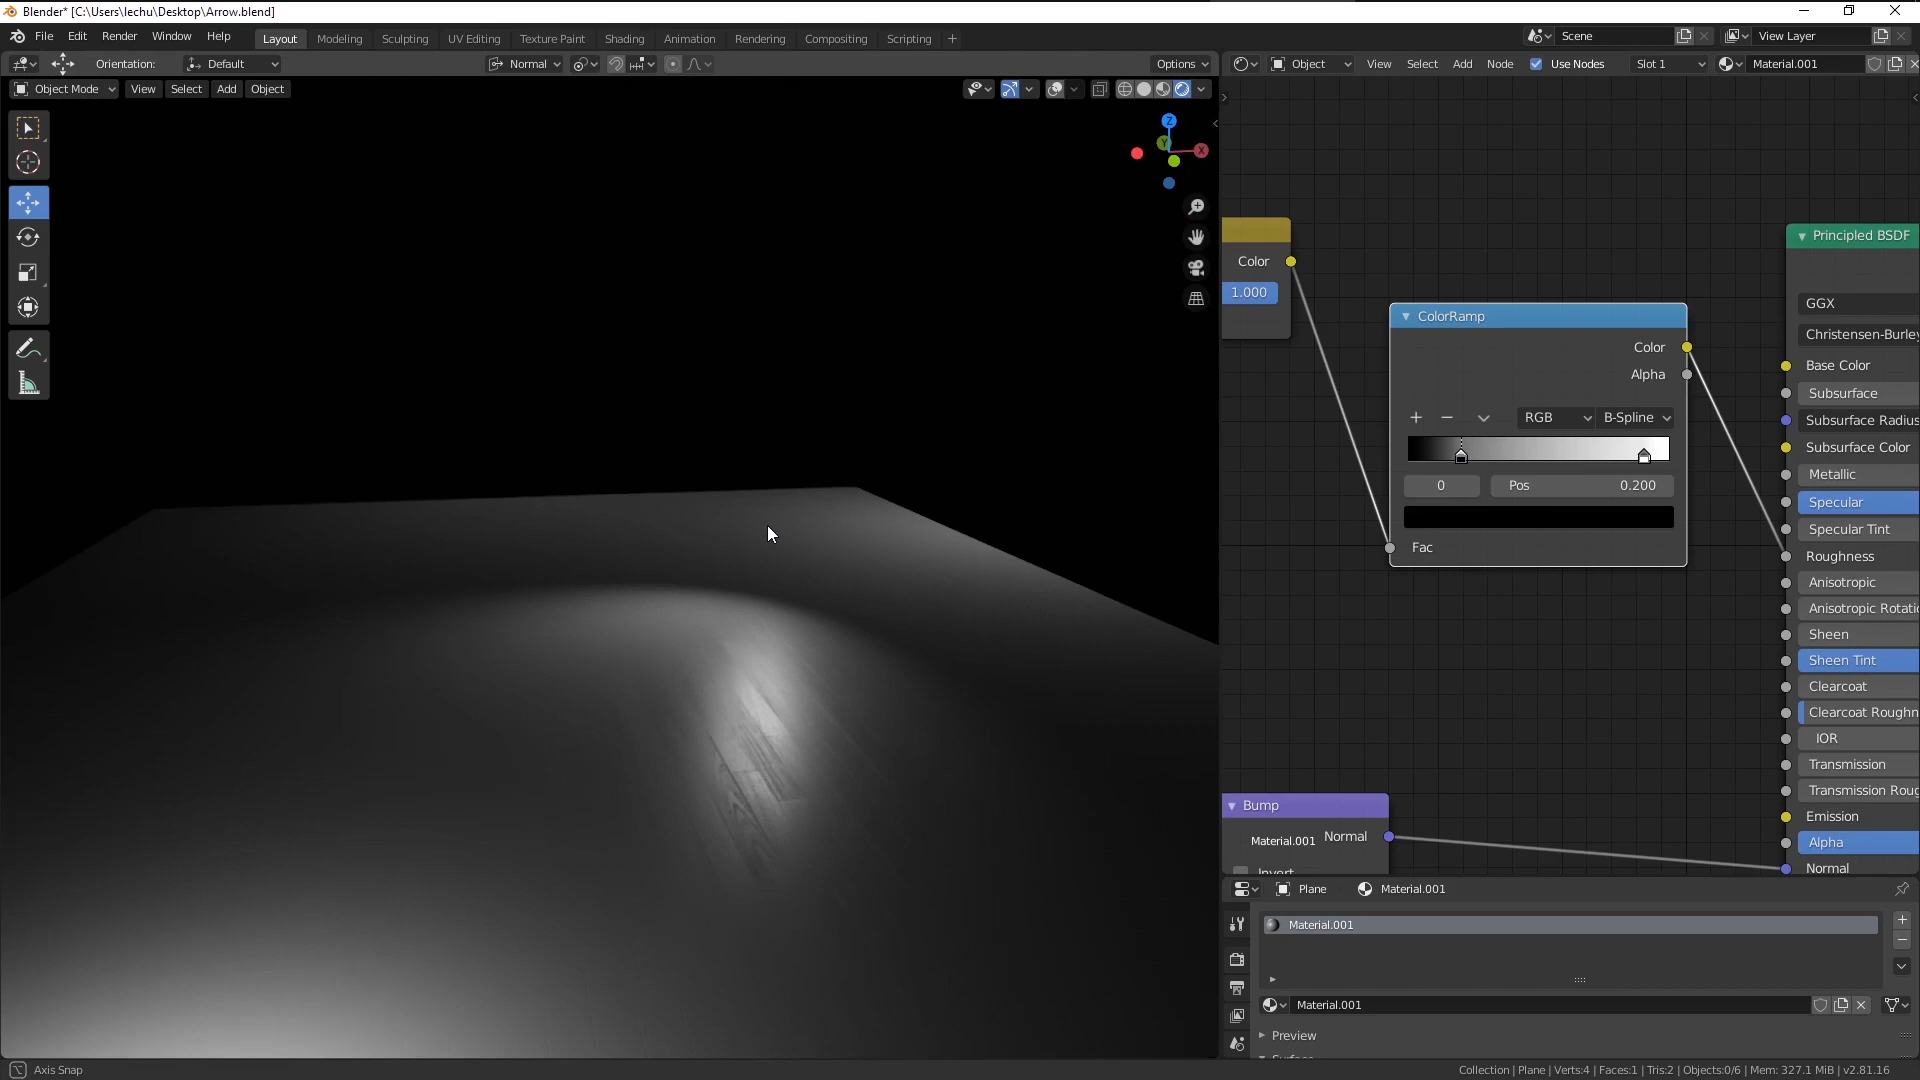 Blender* [C:\Users\lechu\Desktop\Arrow.blend]
File Edit Render Window Help Layout Modeling Sculpting UV Editing Texture Paint Shading Animation Rendering Compositing Scripting + Scene View Layer
Orientation: Default Normal Options Object View Select Add Node Use Nodes Slot 1 Material.001
Object Mode View Select Add Object
Z
Y
X
Color
1.000
Principled BSDF
GGX
Christensen-Burley
ColorRamp
Color
Alpha
RGB B-Spline
0 Pos 0.200
Fac
Base Color
Subsurface
Subsurface Radius
Subsurface Color
Metallic
Specular
Specular Tint
Roughness
Anisotropic
Anisotropic Rotatio
Sheen
Sheen Tint
Clearcoat
Clearcoat Roughn
IOR
Transmission
Transmission Roug
Emission
Alpha
Normal
Bump
Material.001 Normal
Invert
Plane Material.001
Material.001
Material.001
Preview
Surface
Axis Snap
Collection | Plane | Verts:4 | Faces:1 | Tris:2 | Objects:0/6 | Mem: 327.1 MiB | v2.81.16